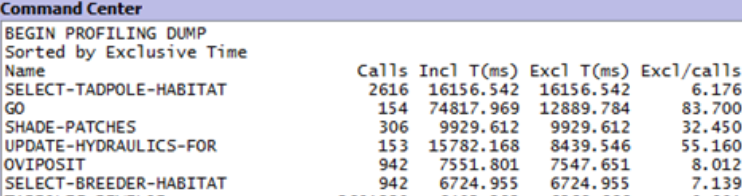 Command Center
BEGIN PROFILING DUMP
Sorted by Exclusive Time
Name Calls Incl T(ms) Excl T(ms) Excl/calls
SELECT-TADPOLE-HABITAT 2616 16156.542 16156.542 6.176
GO 154 74817.969 12889.784 83.700
SHADE-PATCHES 306 9929.612 9929.612 32.450
UPDATE-HYDRAULICS-FOR 153 15782.168 8439.546 55.160
OVIPOSIT 942 7551.801 7547.651 8.012
SELECT-BREEDER-HABITAT 942 6724.955 6724.955 7.139